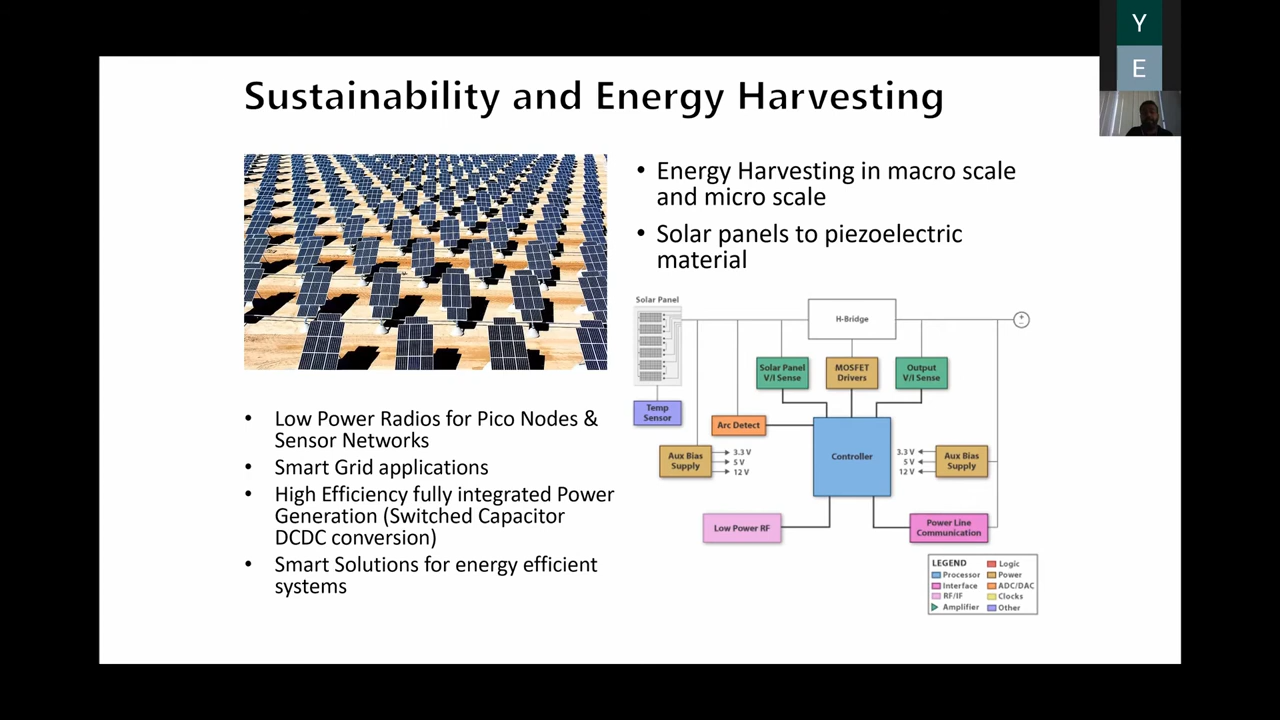 Y
E
Sustainability and Energy Harvesting
• Energy Harvesting in macro scale
and micro scale
• Solar panels to piezoelectric
material
• Low Power Radios for Pico Nodes &
Sensor Networks
• Smart Grid applications
• High Efficiency fully integrated Power
Generation (Switched Capacitor
DCDC conversion)
• Smart Solutions for energy efficient
systems
Solar Panel
H-Bridge
+
−
Solar Panel
V/I Sense
MOSFET
Drivers
Output
V/I Sense
Temp
Sensor
Arc Detect
Aux Bias
Supply
3.3 V
5 V
12 V
Controller
3.3 V
5 V
12 V
Aux Bias
Supply
Low Power RF
Power Line
Communication
LEGEND
Processor
Interface
RF/IF
Amplifier
Logic
Power
ADC/DAC
Clocks
Other